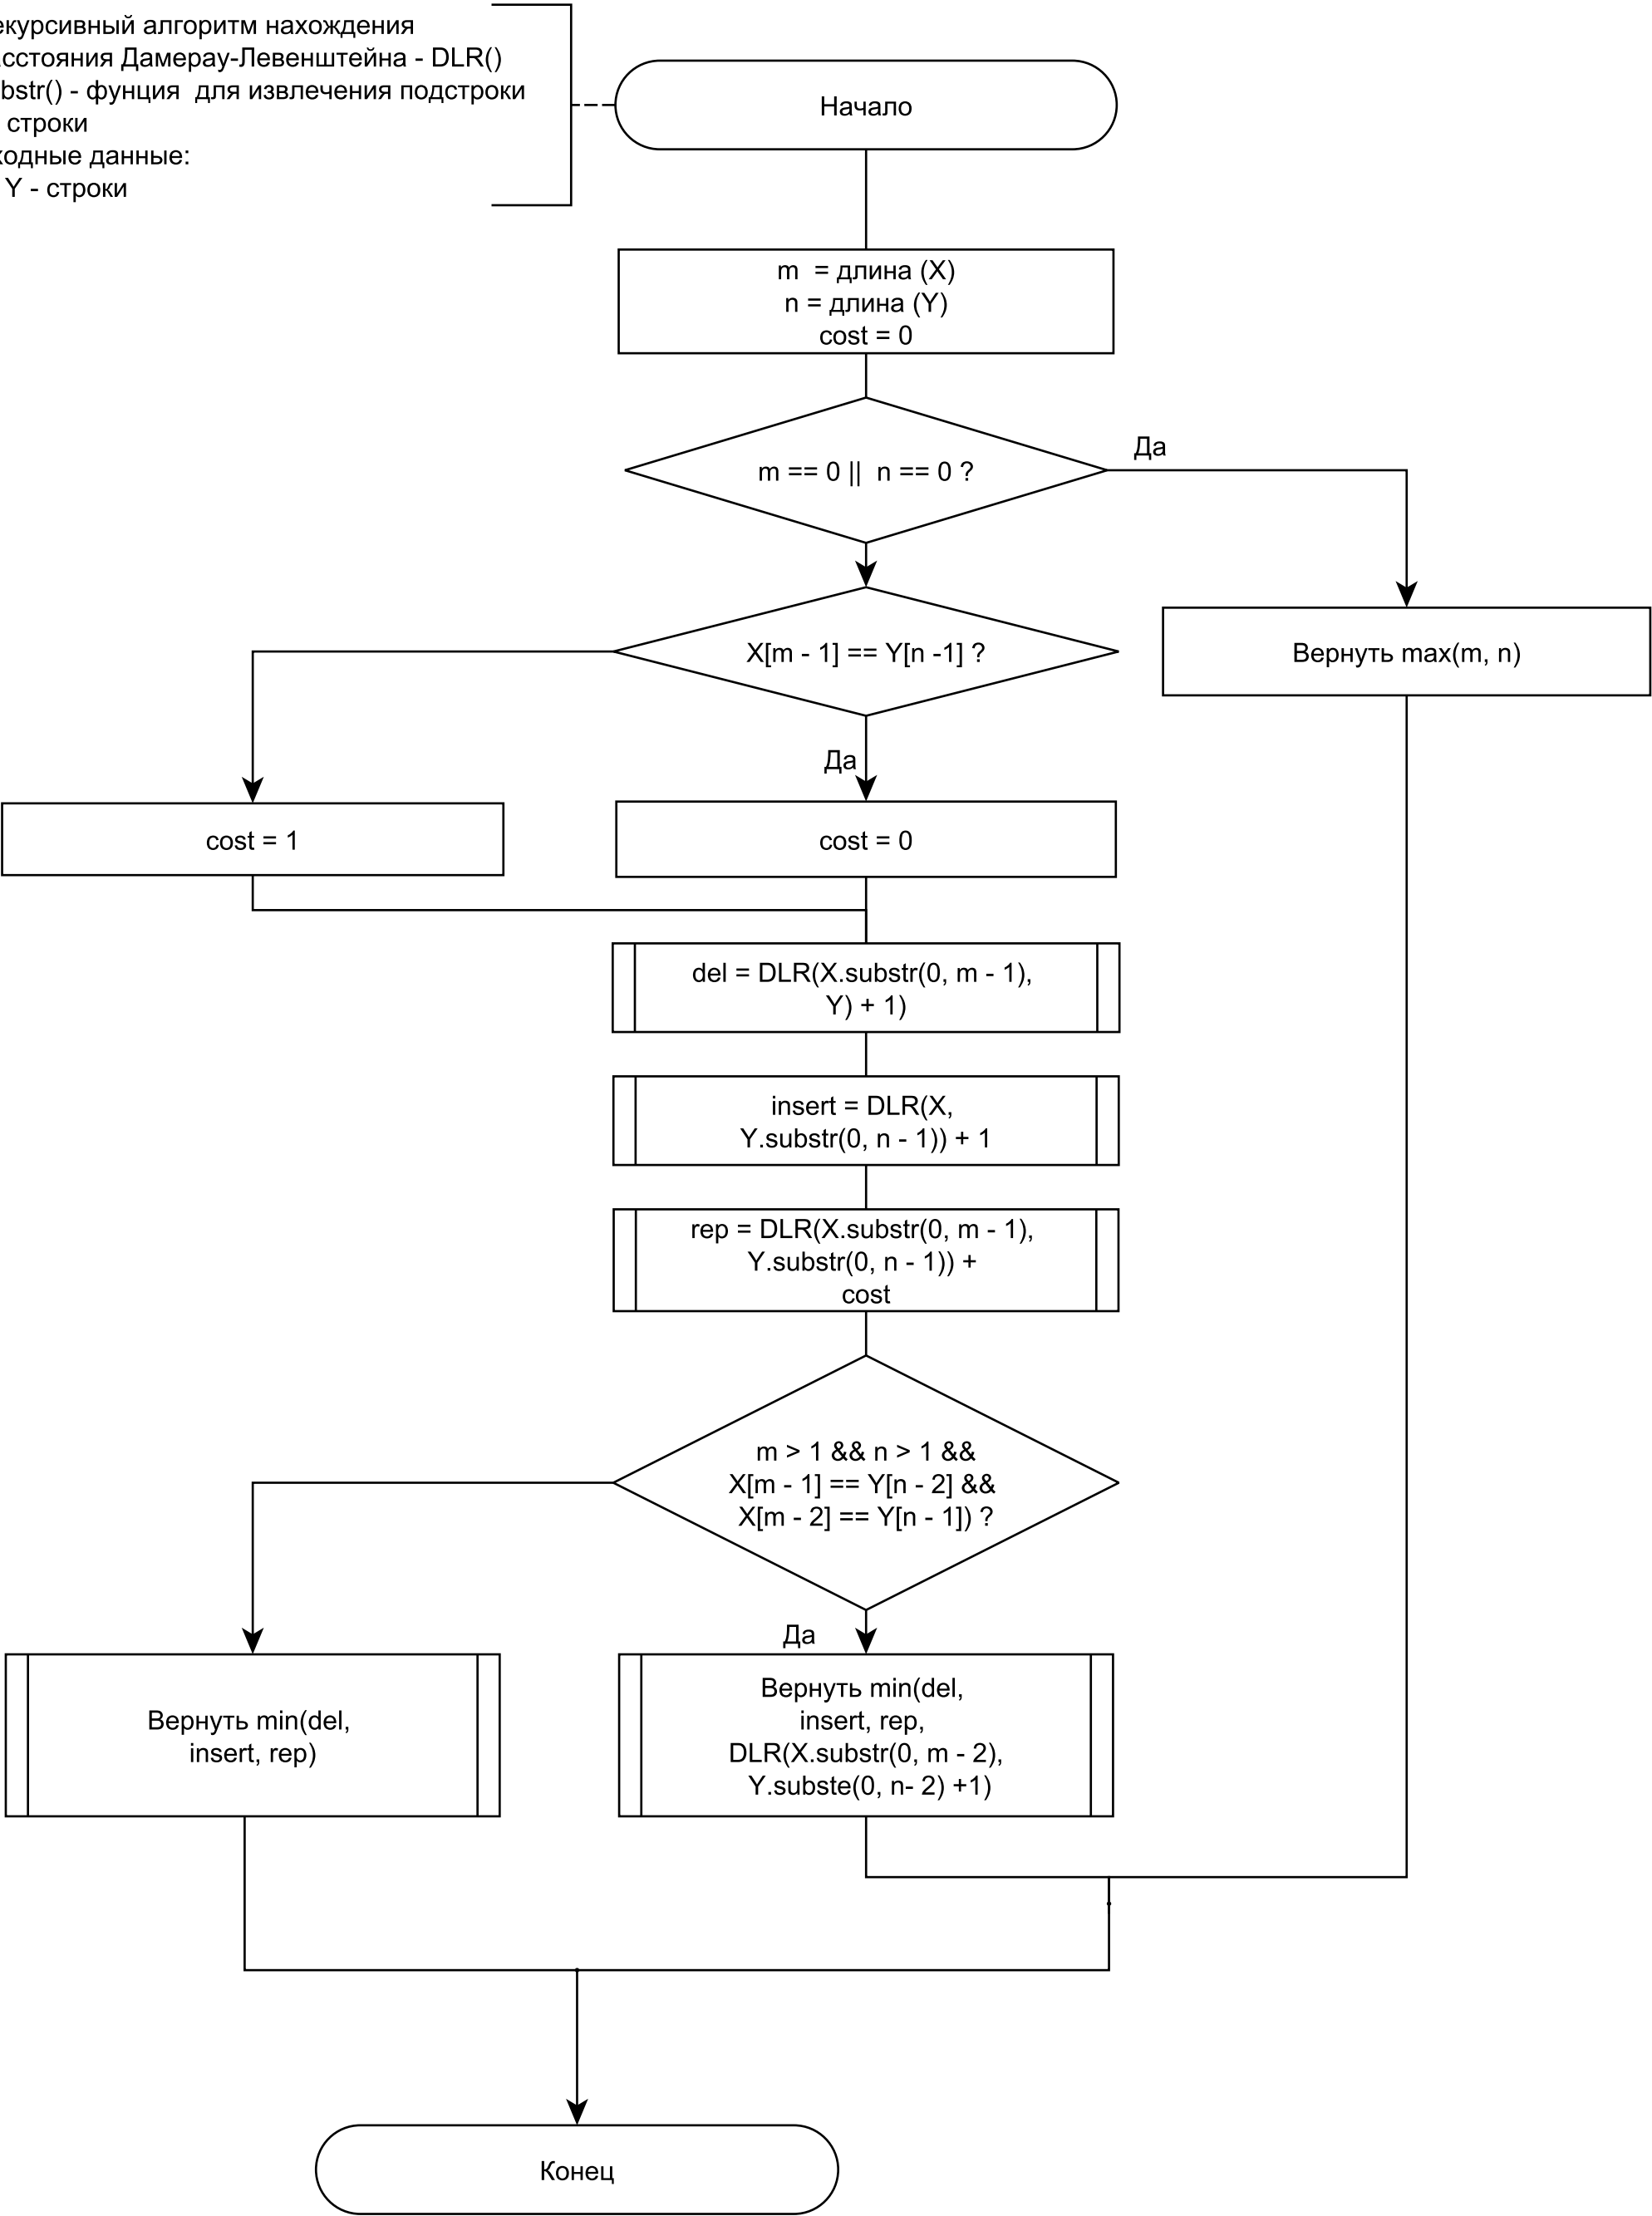 екурсивный алгоритм нахождения
сстояния Дамерау-Левенштейна - DLR()
bstr() - фунция для извлечения подстроки
строки
ходные данные:
Y - строки
Начало
m = длина (X)
n = длина (Y)
cost = 0
m == 0 || n == 0 ?
Да
X[m - 1] == Y[n -1] ?
Вернуть max(m, n)
Да
cost = 1
cost = 0
del = DLR(X.substr(0, m - 1),
Y) + 1)
insert = DLR(X,
Y.substr(0, n - 1)) + 1
rep = DLR(X.substr(0, m - 1),
Y.substr(0, n - 1)) +
cost
m > 1 && n > 1 &&
X[m - 1] == Y[n - 2] &&
X[m - 2] == Y[n - 1]) ?
Да
Вернуть min(del,
insert, rep)
Вернуть min(del,
insert, rep,
DLR(X.substr(0, m - 2),
Y.subste(0, n- 2) +1)
Конец